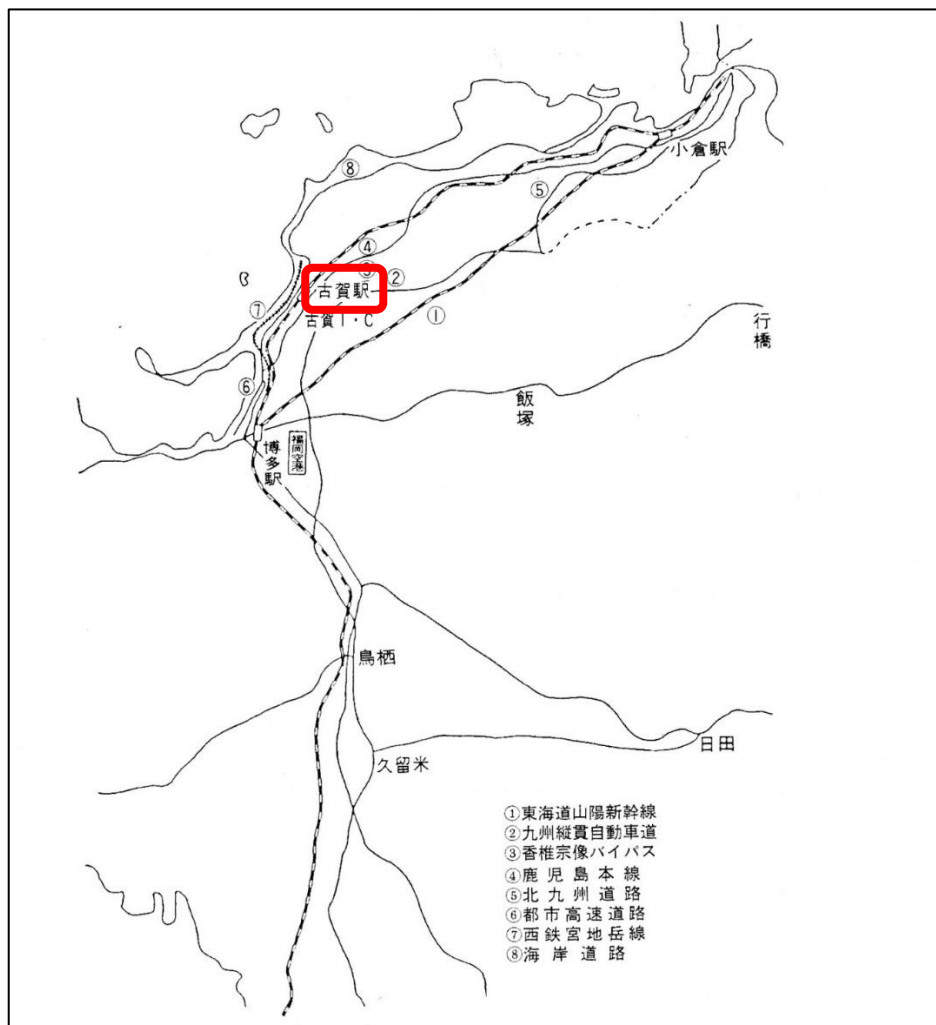 小倉駅
⑧
⑤
④
③
②
古賀駅
⑦
古賀I・C
①
行橋
飯塚
⑥
博多駅
福岡空港
鳥栖
日田
久留米
①東海道山陽新幹線
②九州縦貫自動車道
③香椎宗像バイパス
④鹿児島本線
⑤北九州道路
⑥都市高速道路
⑦西鉄宮地岳線
⑧海岸道路